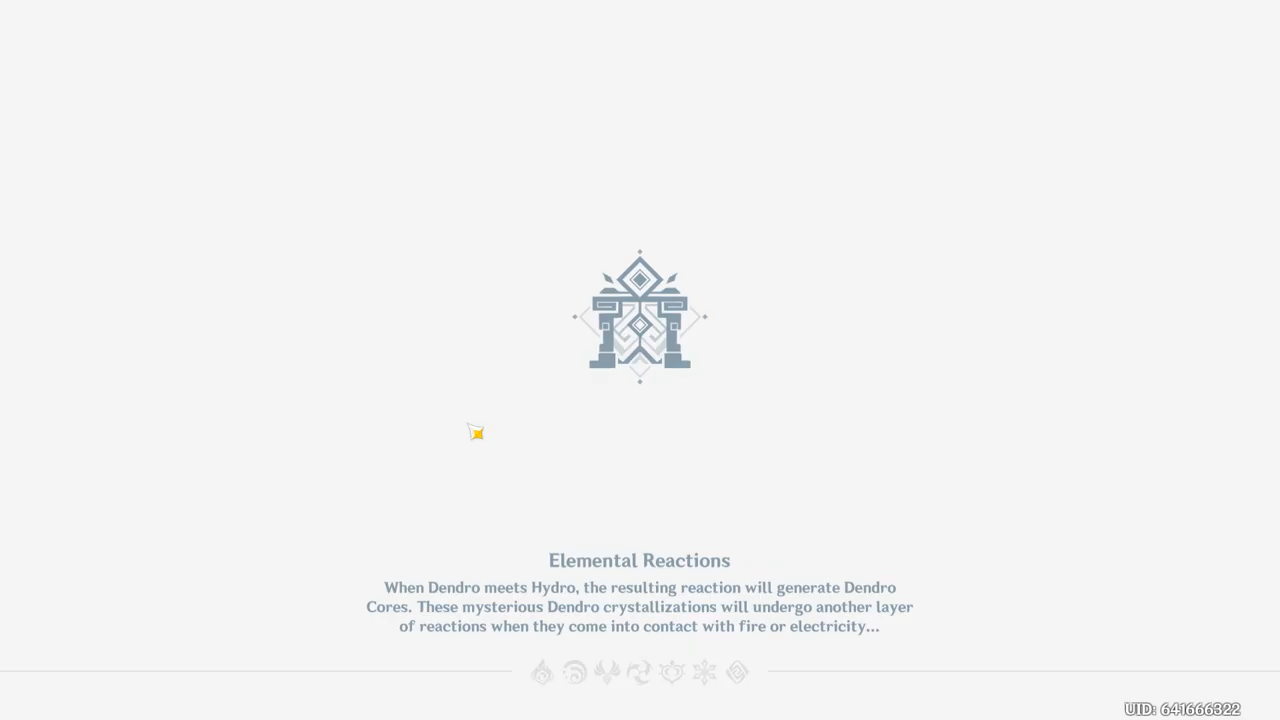 Elemental Reactions
When Dendro meets Hydro, the resulting reaction will generate Dendro
Cores. These mysterious Dendro crystallizations will undergo another layer
of reactions when they come into contact with fire or electricity...
UID: 641666322